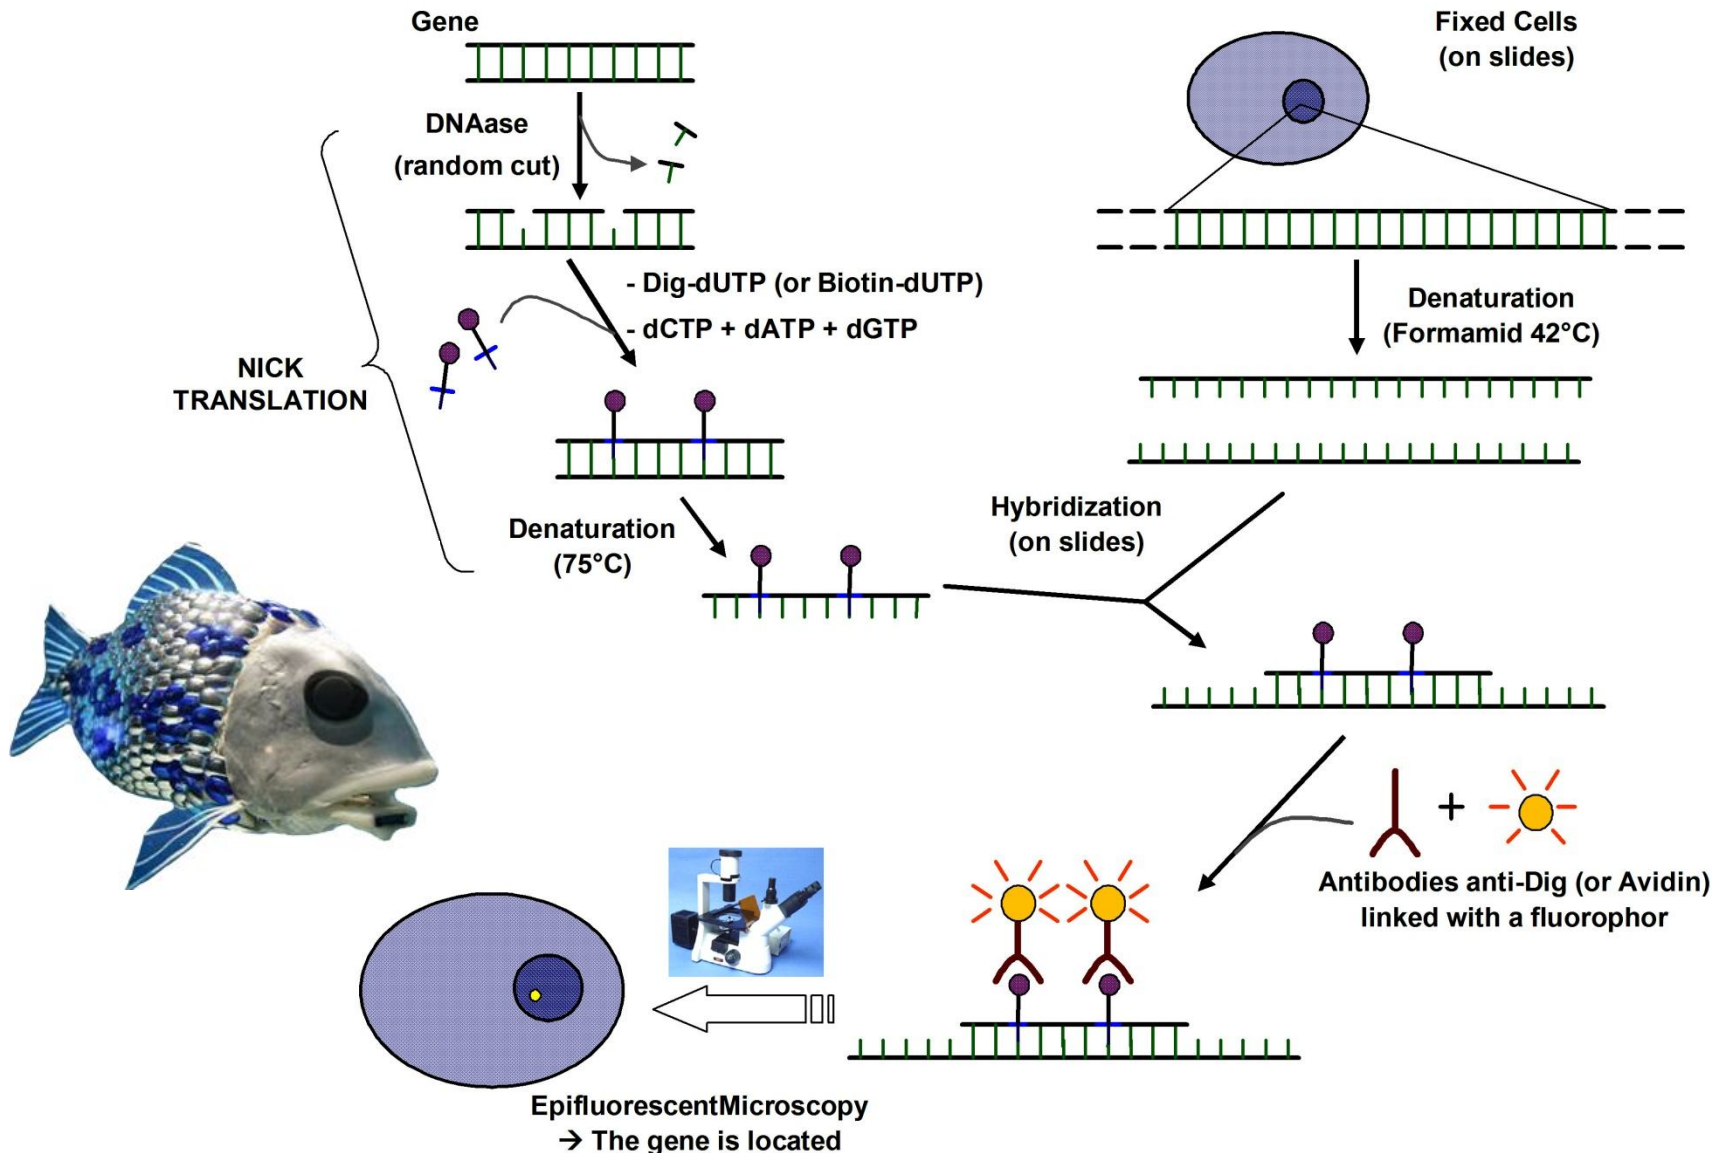 Gene
DNAase
(random cut)
- Dig-dUTP (or Biotin-dUTP)
- dCTP + dATP + dGTP
NICK
TRANSLATION
Denaturation
(75°C)
Fixed Cells
(on slides)
Denaturation
(Formamid 42°C)
Hybridization
(on slides)
+
Antibodies anti-Dig (or Avidin)
linked with a fluorophor
EpifluorescentMicroscopy
→ The gene is located